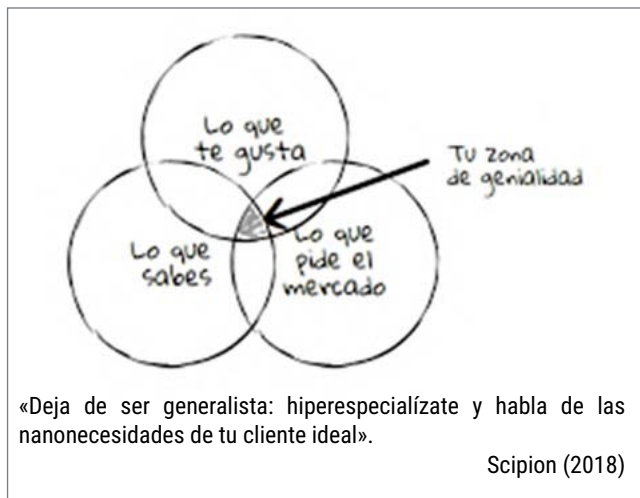 Lo que
te gusta
Tu zona
de genialidad
Lo que
sabes
Lo que
pide el
mercado
«Deja de ser generalista: hiperespecialízate y habla de las
nanonecesidades de tu cliente ideal».
Scipion (2018)